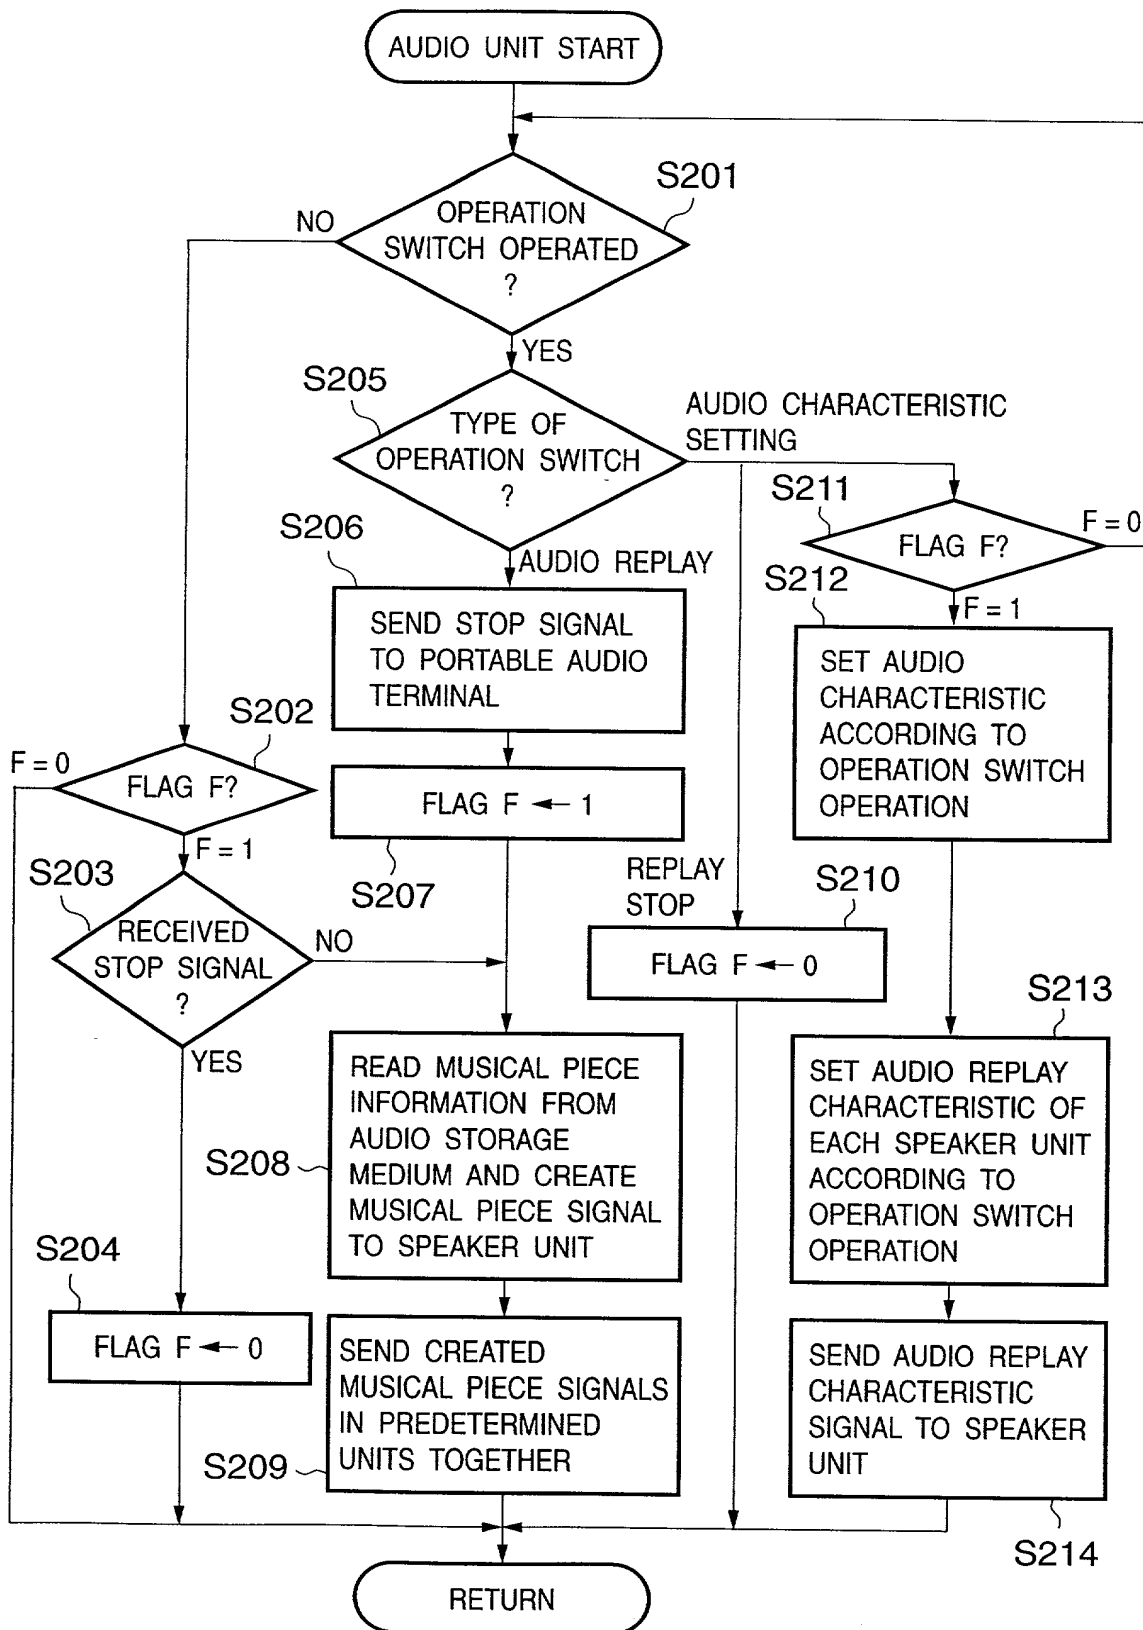 AUDIO UNIT START
S201
NO
OPERATION
SWITCH OPERATED
?
YES
S205
TYPE OF
OPERATION SWITCH
?
AUDIO CHARACTERISTIC
SETTING
S211
FLAG F?
F = 0
S206
AUDIO REPLAY
SEND STOP SIGNAL
TO PORTABLE AUDIO
TERMINAL
S212
F = 1
SET AUDIO
CHARACTERISTIC
ACCORDING TO
OPERATION SWITCH
OPERATION
S202
F = 0
FLAG F?
F = 1
FLAG F ← 1
S207
S203
RECEIVED
STOP SIGNAL
?
NO
YES
REPLAY
STOP
S210
FLAG F ← 0
S213
READ MUSICAL PIECE
INFORMATION FROM
AUDIO STORAGE
MEDIUM AND CREATE
MUSICAL PIECE SIGNAL
TO SPEAKER UNIT
S208
SET AUDIO REPLAY
CHARACTERISTIC OF
EACH SPEAKER UNIT
ACCORDING TO
OPERATION SWITCH
OPERATION
S204
FLAG F ← 0
SEND CREATED
MUSICAL PIECE SIGNALS
IN PREDETERMINED
UNITS TOGETHER
S209
SEND AUDIO REPLAY
CHARACTERISTIC
SIGNAL TO SPEAKER
UNIT
S214
RETURN